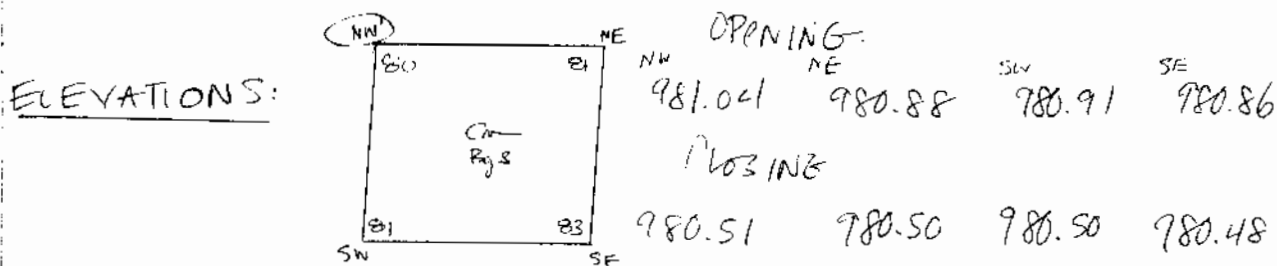 NW NE OPENING
80 81 NW NE SW SE
ELEVATIONS: 981.04 980.88 980.91 980.86
CLOSING
81 83 980.51 980.50 980.50 980.48
SW SE